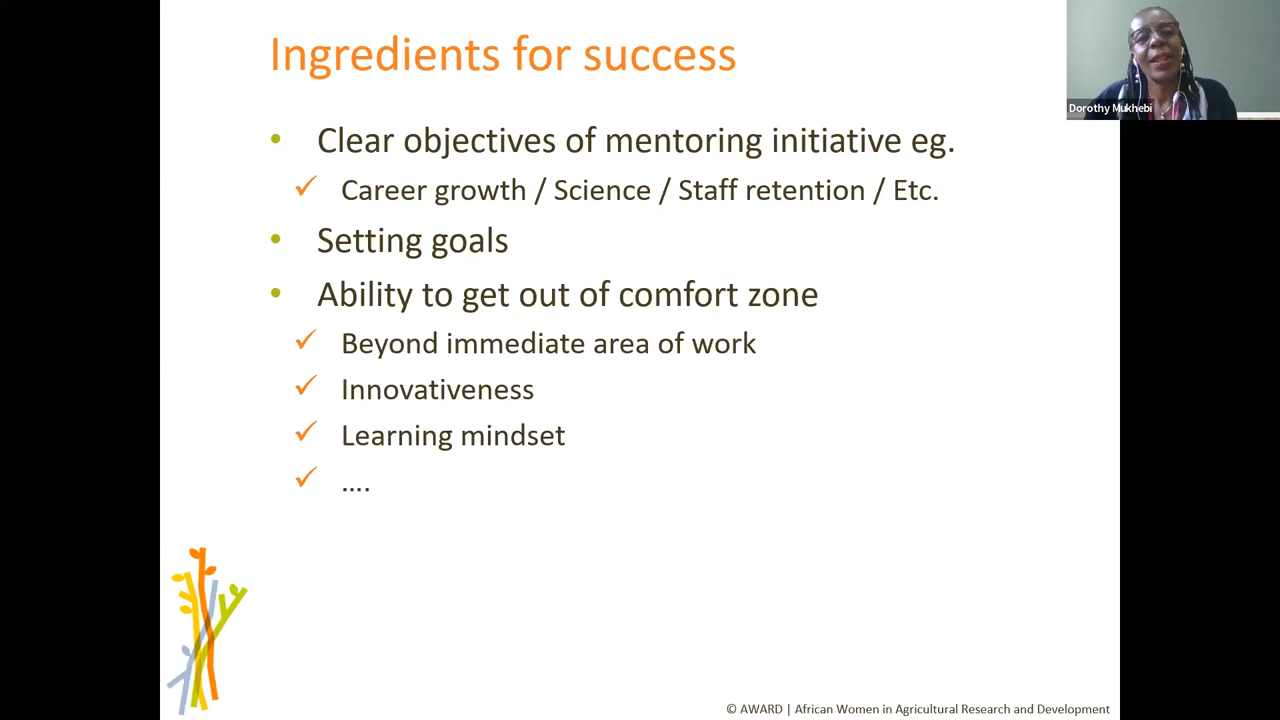 Ingredients for success
Dorothy Mukhebi
• Clear objectives of mentoring initiative eg.
✓ Career growth / Science / Staff retention / Etc.
• Setting goals
• Ability to get out of comfort zone
✓ Beyond immediate area of work
✓ Innovativeness
✓ Learning mindset
✓ ....
© AWARD | African Women in Agricultural Research and Development